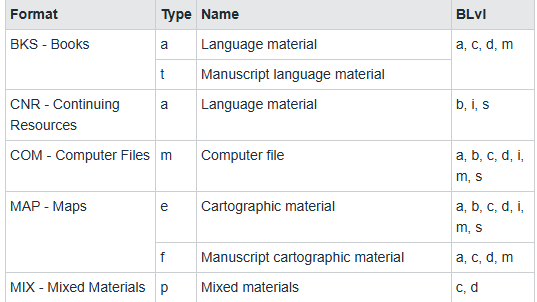 Format Type Name BLvl
BKS - Books a Language material a, c, d, m
t Manuscript language material
CNR - Continuing a Language material b, i, s
Resources
COM - Computer Files m Computer file a, b, c, d, i,
m, s
MAP - Maps e Cartographic material a, b, c, d, i,
m, s
f Manuscript cartographic material a, c, d, m
MIX - Mixed Materials p Mixed materials c, d